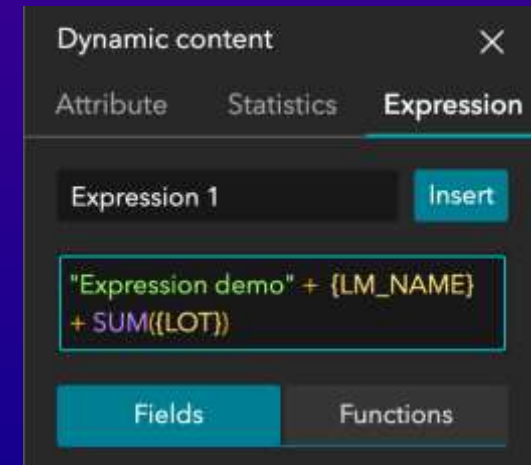 Dynamic content
Attribute Statistics Expression
Expression 1 Insert
"Expression demo" + {LM_NAME}
+ SUM({LOT})
Fields Functions